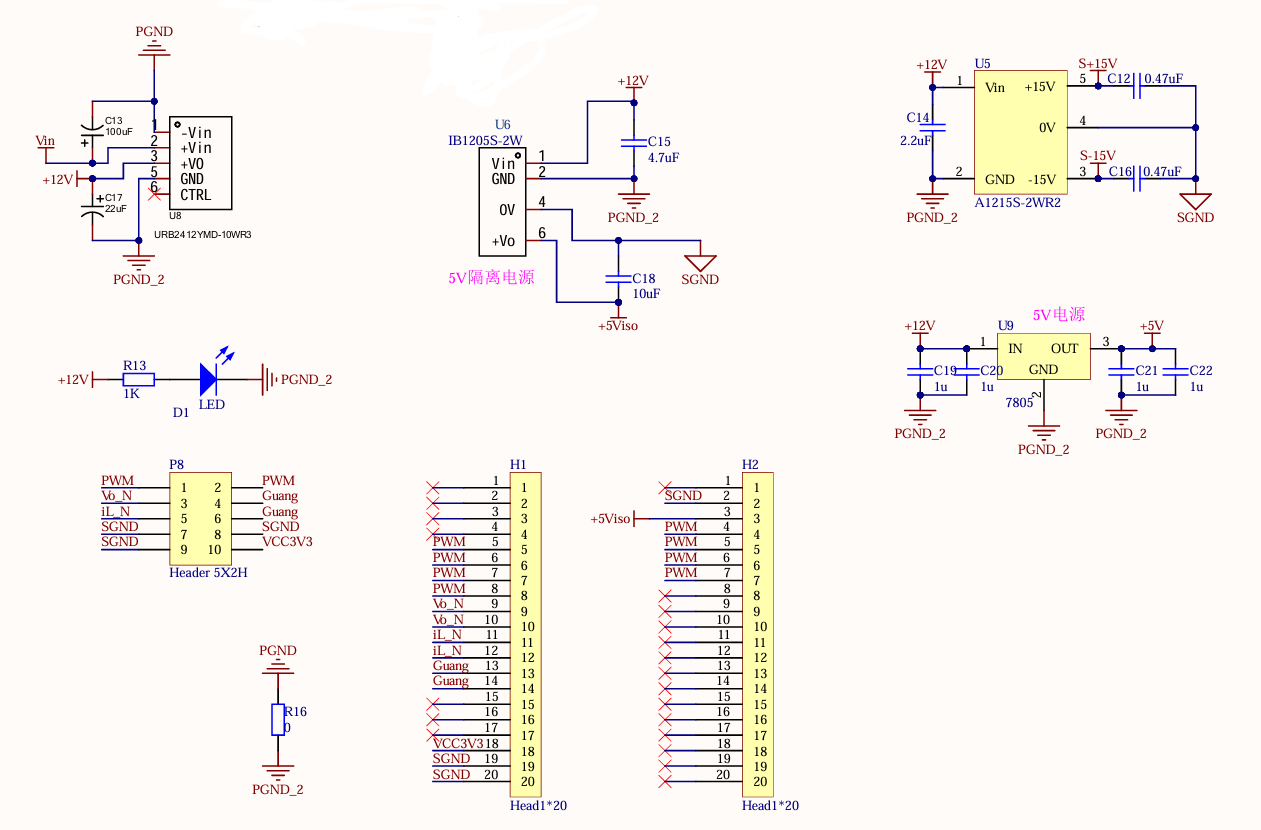 PGND
C13
100uF
Vin
+12V
C17
22uF
1
2
3
5
6
-Vin
+Vin
+VO
GND
CTRL
U8
URB2412YMD-10WR3
PGND_2
U6
IB1205S-2W
Vin
GND
0V
+Vo
1
2
4
6
+12V
C15
4.7uF
PGND_2
SGND
C18
10uF
+5Viso
5V隔离电源
+12V
C14
2.2uF
PGND_2
U5
1
2
Vin
GND
+15V
0V
-15V
5
4
3
A1215S-2WR2
S+15V
C12
0.47uF
S-15V
C16
0.47uF
SGND
5V电源
+12V
U9
+5V
1
IN
OUT
3
GND
2
7805
C19
1u
C20
1u
C21
1u
C22
1u
PGND_2
PGND_2
PGND_2
+12V
R13
1K
D1
LED
PGND_2
P8
PWM 1 2 PWM
Vo_N 3 4 Guang
iL_N 5 6 Guang
SGND 7 8 SGND
SGND 9 10 VCC3V3
Header 5X2H
PGND
R16
0
PGND_2
H1
1 1
2 2
3 3
4 4
PWM 5 5
PWM 6 6
PWM 7 7
PWM 8 8
Vo_N 9 9
Vo_N 10 10
iL_N 11 11
iL_N 12 12
Guang 13 13
Guang 14 14
15 15
16 16
17 17
VCC3V3 18 18
SGND 19 19
SGND 20 20
Head1*20
H2
1 1
SGND 2 2
+5Viso 3 3
PWM 4 4
PWM 5 5
PWM 6 6
PWM 7 7
8 8
9 9
10 10
11 11
12 12
13 13
14 14
15 15
16 16
17 17
18 18
19 19
20 20
Head1*20